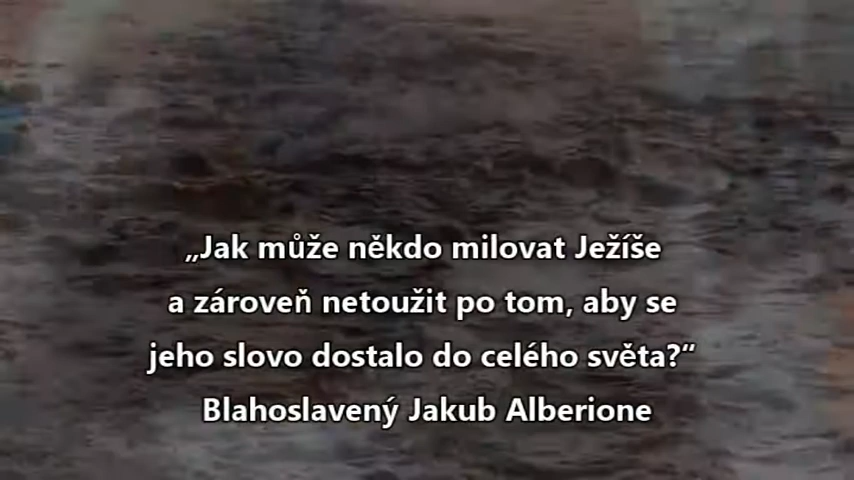 „Jak může někdo milovat Ježíše
a zároveň netoužit po tom, aby se
jeho slovo dostalo do celého světa?“
Blahoslavený Jakub Alberione